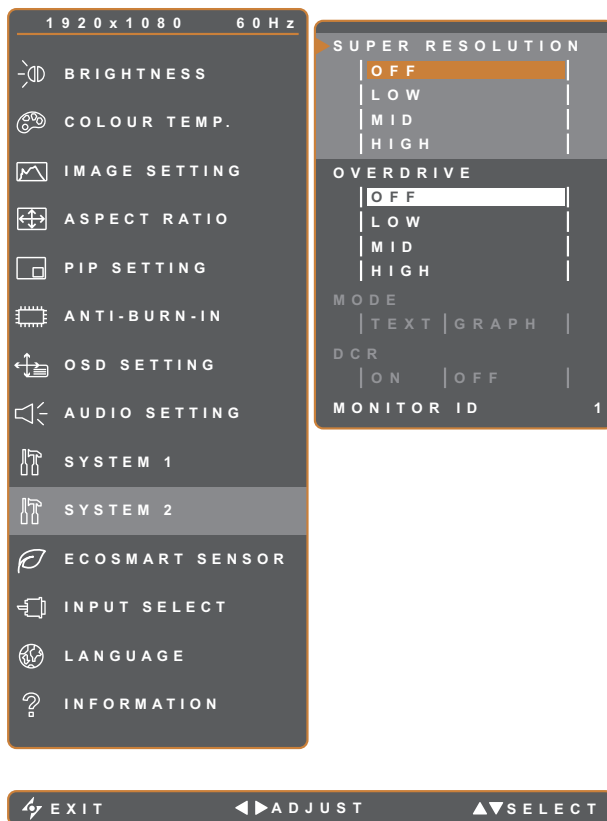 1920x1080 60Hz
BRIGHTNESS
COLOUR TEMP.
IMAGE SETTING
ASPECT RATIO
PIP SETTING
ANTI-BURN-IN
OSD SETTING
AUDIO SETTING
SYSTEM 1
SYSTEM 2
ECOSMART SENSOR
INPUT SELECT
LANGUAGE
INFORMATION
SUPER RESOLUTION
OFF
LOW
MID
HIGH
OVERDRIVE
OFF
LOW
MID
HIGH
MODE
TEXT GRAPH
DCR
ON OFF
MONITOR ID 1
EXIT ADJUST SELECT